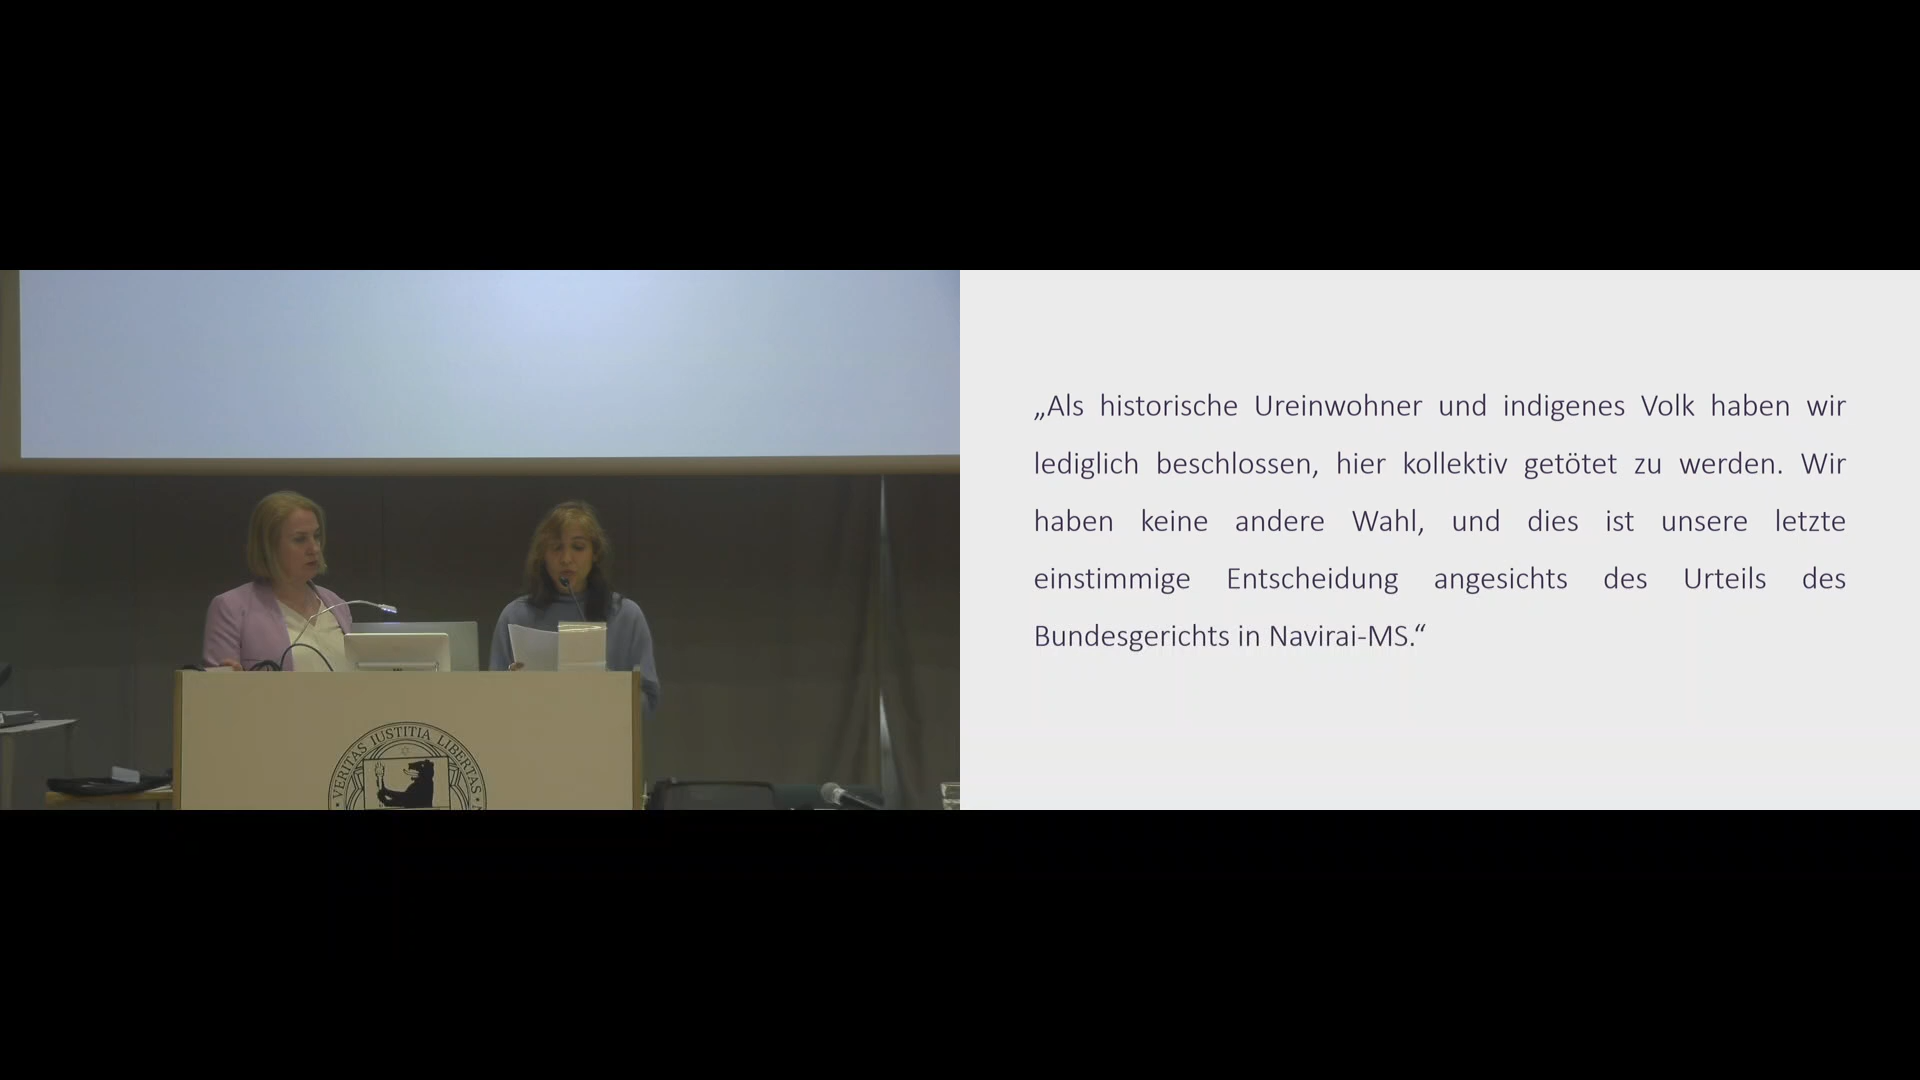 „Als historische Ureinwohner und indigenes Volk haben wir
lediglich beschlossen, hier kollektiv getötet zu werden. Wir
haben keine andere Wahl, und dies ist unsere letzte
einstimmige Entscheidung angesichts des Urteils des
Bundesgerichts in Navirai-MS.“
VERITAS IUSTITIA LIBERTAS